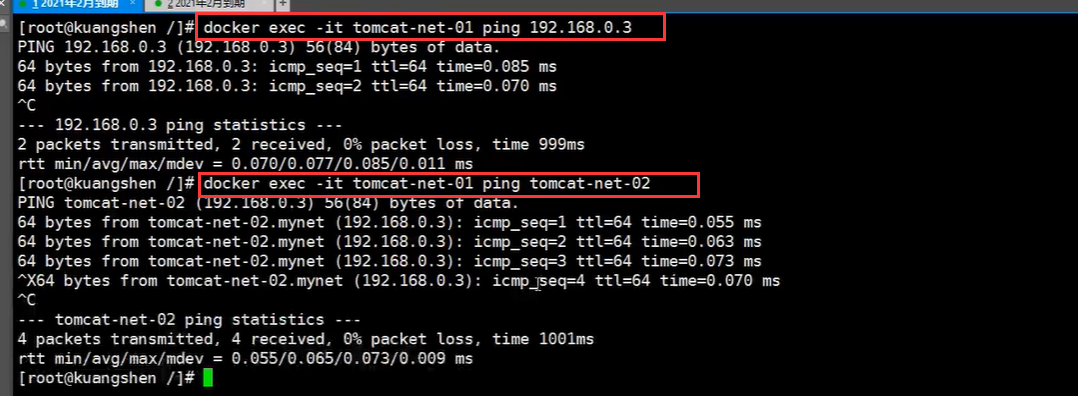 1 2021年2月到期
2 2021年2月到期
[root@kuangshen /]# docker exec -it tomcat-net-01 ping 192.168.0.3
PING 192.168.0.3 (192.168.0.3) 56(84) bytes of data.
64 bytes from 192.168.0.3: icmp_seq=1 ttl=64 time=0.085 ms
64 bytes from 192.168.0.3: icmp_seq=2 ttl=64 time=0.070 ms
^C
--- 192.168.0.3 ping statistics ---
2 packets transmitted, 2 received, 0% packet loss, time 999ms
rtt min/avg/max/mdev = 0.070/0.077/0.085/0.011 ms
[root@kuangshen /]# docker exec -it tomcat-net-01 ping tomcat-net-02
PING tomcat-net-02 (192.168.0.3) 56(84) bytes of data.
64 bytes from tomcat-net-02.mynet (192.168.0.3): icmp_seq=1 ttl=64 time=0.055 ms
64 bytes from tomcat-net-02.mynet (192.168.0.3): icmp_seq=2 ttl=64 time=0.063 ms
64 bytes from tomcat-net-02.mynet (192.168.0.3): icmp_seq=3 ttl=64 time=0.073 ms
^X64 bytes from tomcat-net-02.mynet (192.168.0.3): icmp_seq=4 ttl=64 time=0.070 ms
^C
--- tomcat-net-02 ping statistics ---
4 packets transmitted, 4 received, 0% packet loss, time 1001ms
rtt min/avg/max/mdev = 0.055/0.065/0.073/0.009 ms
[root@kuangshen /]#